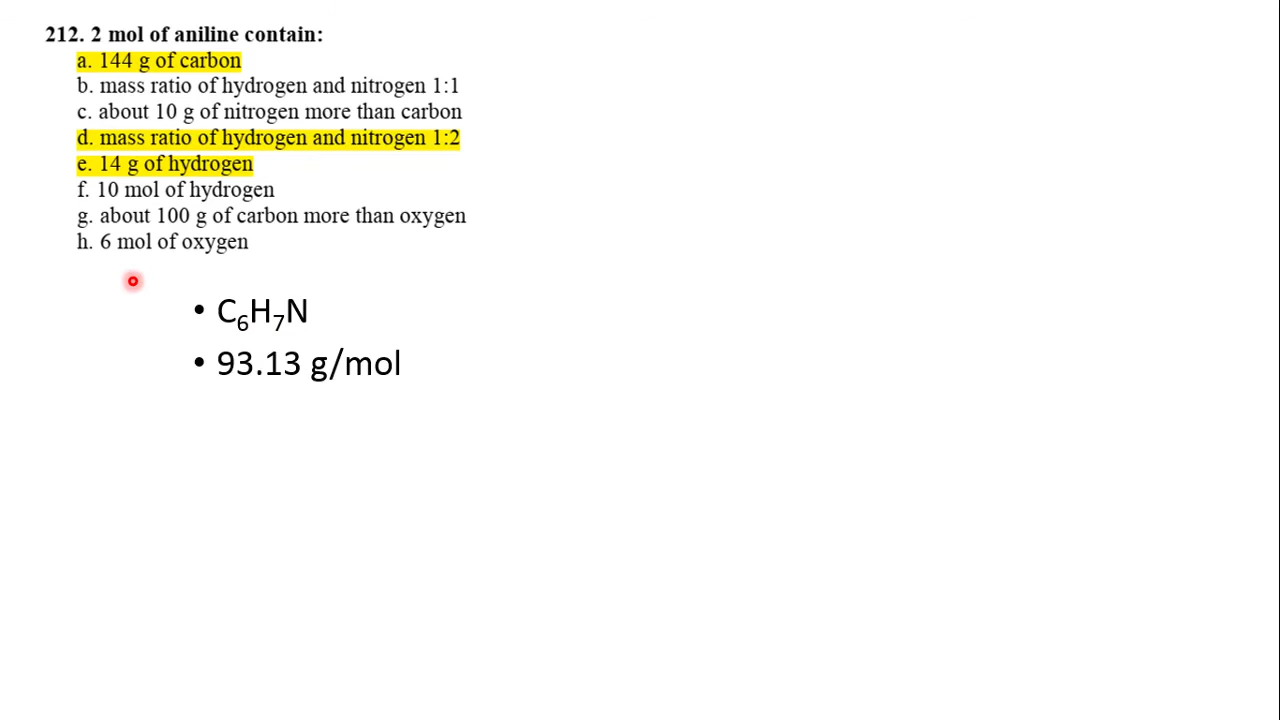 212. 2 mol of aniline contain:
a. 144 g of carbon
b. mass ratio of hydrogen and nitrogen 1:1
c. about 10 g of nitrogen more than carbon
d. mass ratio of hydrogen and nitrogen 1:2
e. 14 g of hydrogen
f. 10 mol of hydrogen
g. about 100 g of carbon more than oxygen
h. 6 mol of oxygen
• C₆H₇N
• 93.13 g/mol